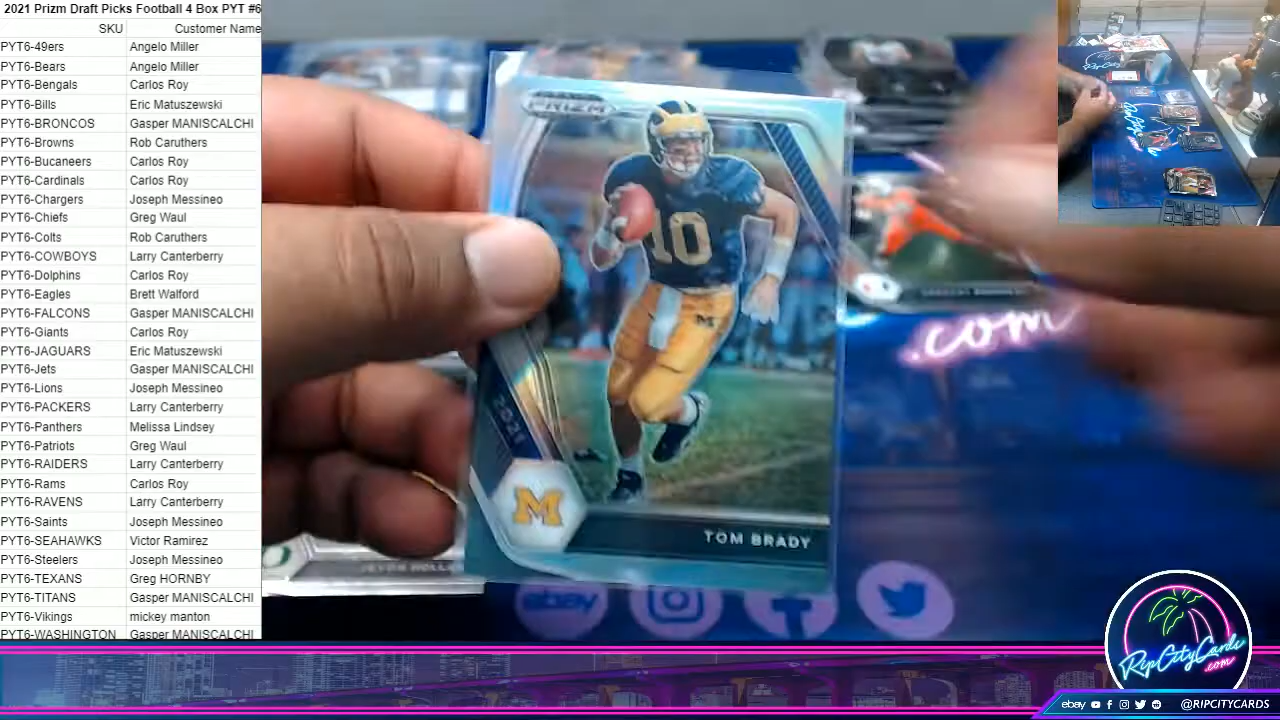 2021 Prizm Draft Picks Football 4 Box PYT #6
SKU Customer Name
PYT6-49ers Angelo Miller
PYT6-Bears Angelo Miller
PYT6-Bengals Carlos Roy
PYT6-Bills Eric Matuszewski
PYT6-BRONCOS Gasper MANISCALCHI
PYT6-Browns Rob Caruthers
PYT6-Bucaneers Carlos Roy
PYT6-Cardinals Carlos Roy
PYT6-Chargers Joseph Messineo
PYT6-Chiefs Greg Waul
PYT6-Colts Rob Caruthers
PYT6-COWBOYS Larry Canterberry
PYT6-Dolphins Carlos Roy
PYT6-Eagles Brett Walford
PYT6-FALCONS Gasper MANISCALCHI
PYT6-Giants Carlos Roy
PYT6-JAGUARS Eric Matuszewski
PYT6-Jets Gasper MANISCALCHI
PYT6-Lions Joseph Messineo
PYT6-PACKERS Larry Canterberry
PYT6-Panthers Melissa Lindsey
PYT6-Patriots Greg Waul
PYT6-RAIDERS Larry Canterberry
PYT6-Rams Carlos Roy
PYT6-RAVENS Larry Canterberry
PYT6-Saints Joseph Messineo
PYT6-SEAHAWKS Victor Ramirez
PYT6-Steelers Joseph Messineo
PYT6-TEXANS Greg HORNBY
PYT6-TITANS Gasper MANISCALCHI
PYT6-Vikings mickey manton
PYT6-WASHINGTON Gasper MANISCALCHI
PRIZM
10
M
2021
M
TOM BRADY
.com
ebay
RipCityCards
.com
ebay @RIPCITYCARDS